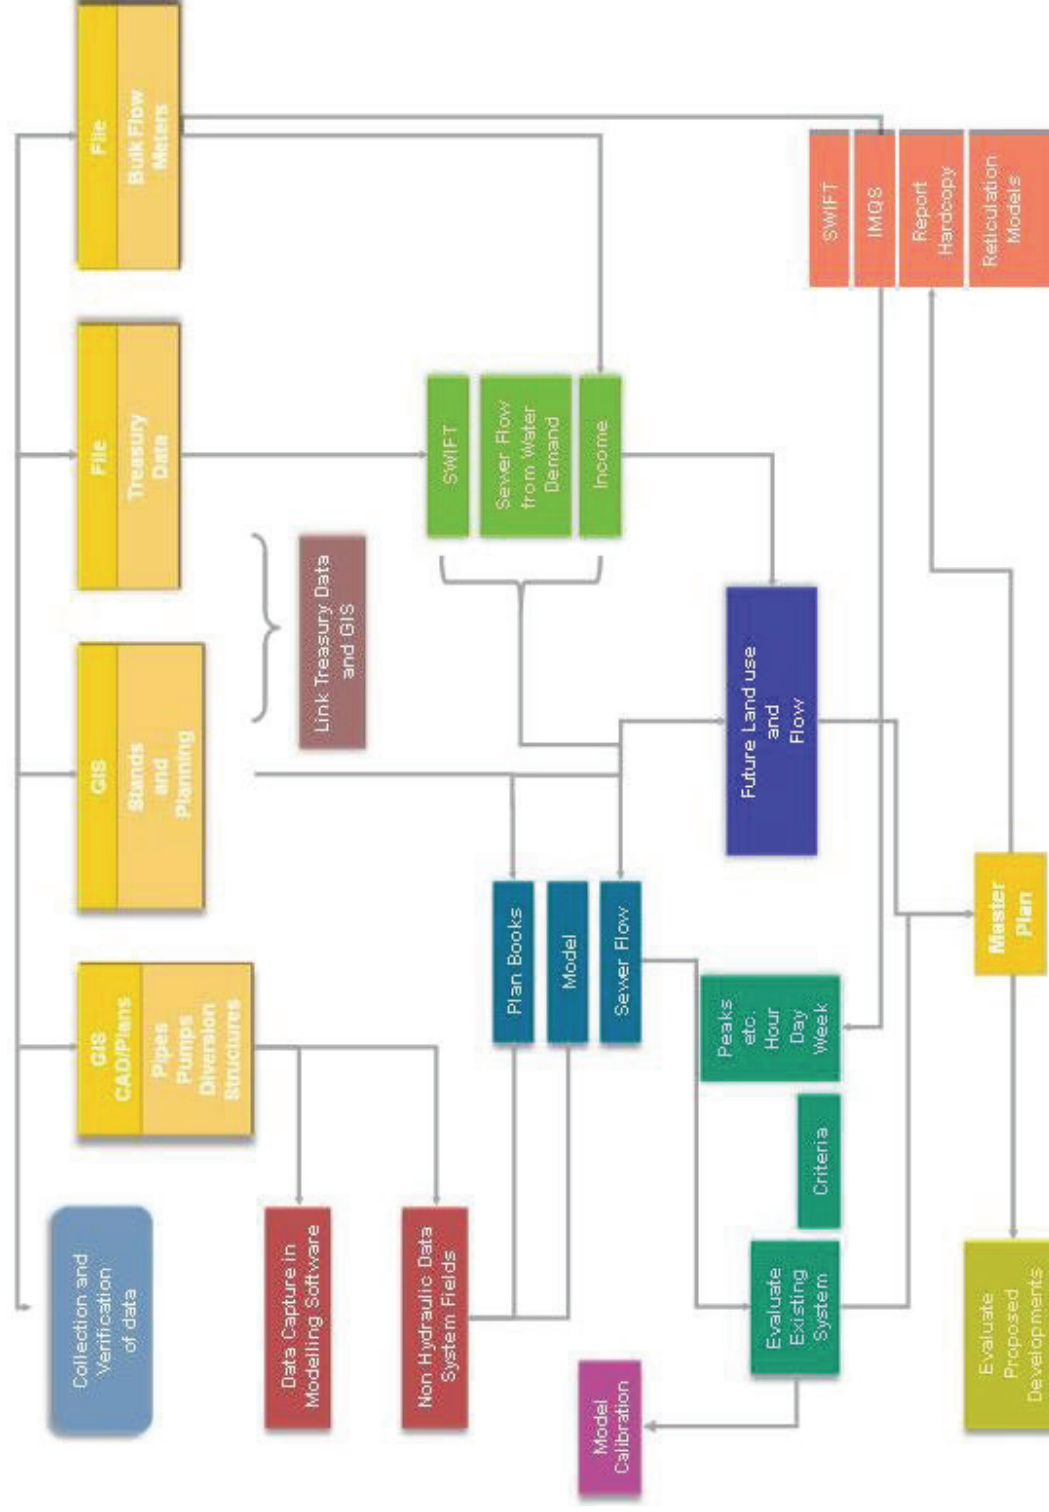 Collection and
Verification
of data
GIS
CAD/Plans
Pipes
Pumps
Diversion
Structures
GIS
Stands
and
Planning
File
Treasury
Data
File
Bulk Flow
Meters
Data Capture in
Modelling Software
Link Treasury Data
and GIS
Non Hydraulic Data
System Fields
SWIFT
Sewer Flow
from Water
Demand
Income
Plan Books
Model
Sewer Flow
Model
Calibration
Evaluate
Existing
System
Criteria
Peaks
etc.
Hour
Day
Week
Future Land use
and
Flow
SWIFT
IMQS
Report
Hardcopy
Reticulation
Models
Evaluate
Proposed
Developments
Master
Plan